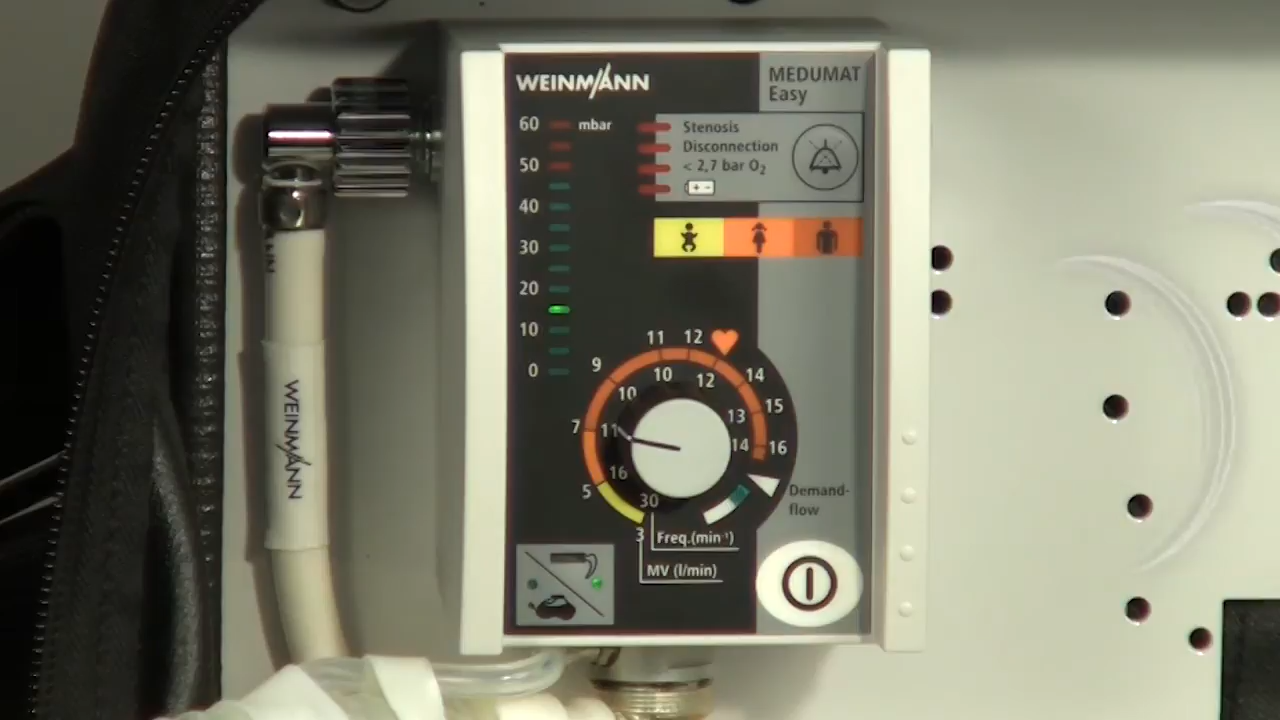 WEINMANN
MEDUMAT
Easy
60 mbar
50
40
30
20
10
0
Stenosis
Disconnection
< 2,7 bar O₂
+ -
11 12
9 14
7 15
5 16
3
10 12
10 13
11 14
16
30
Demand-
flow
Freq.(min⁻¹)
MV (l/min)
WEINMANN